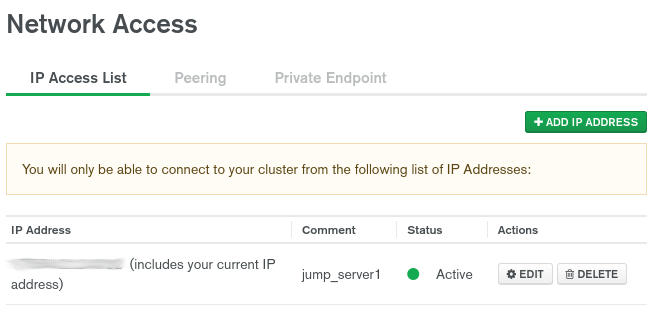 Network Access
IP Access List Peering Private Endpoint
ADD IP ADDRESS
You will only be able to connect to your cluster from the following list of IP Addresses:
IP Address Comment Status Actions
(includes your current IP address) jump_server1 Active EDIT DELETE